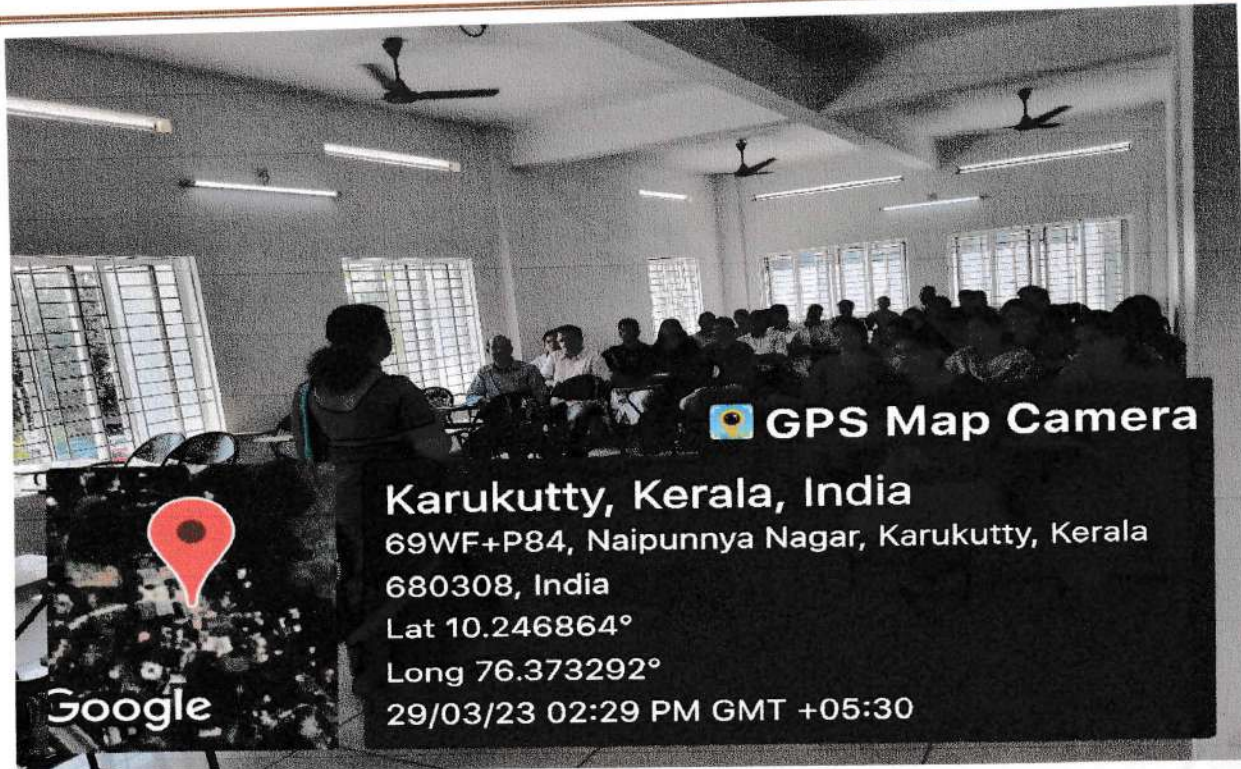 GPS Map Camera
Karukutty, Kerala, India
69WF+P84, Naipunnya Nagar, Karukutty, Kerala
680308, India
Lat 10.246864°
Long 76.373292°
29/03/23 02:29 PM GMT +05:30
Google